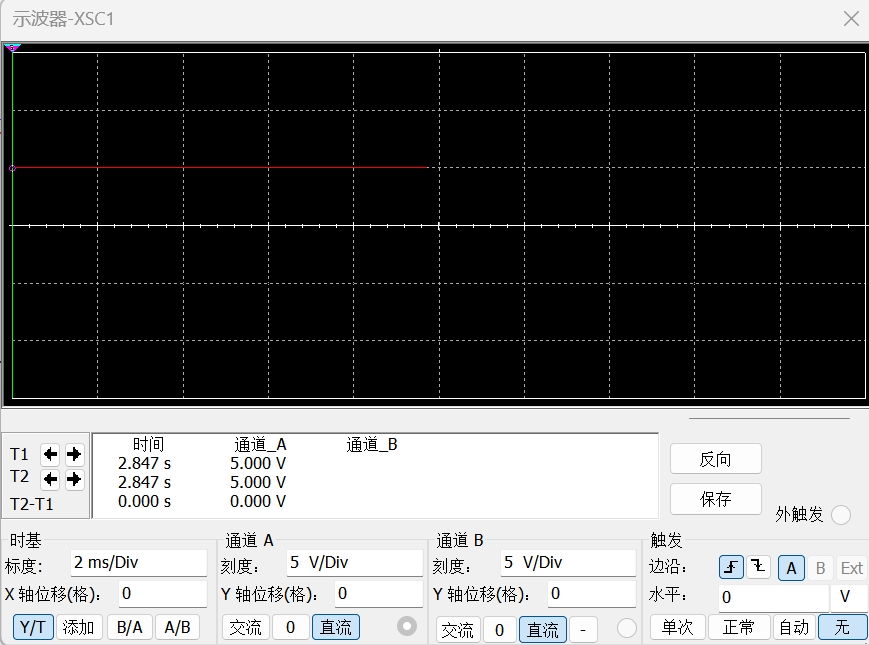 示波器-XSC1
时间 通道_A 通道_B
T1 2.847 s 5.000 V
T2 2.847 s 5.000 V
T2-T1 0.000 s 0.000 V
反向
保存
外触发
时基 通道 A 通道 B 触发
标度: 2 ms/Div 刻度: 5 V/Div 刻度: 5 V/Div 边沿: A B Ext
X 轴位移(格): 0 Y 轴位移(格): 0 Y 轴位移(格): 0 水平: 0 V
Y/T 添加 B/A A/B 交流 0 直流 交流 0 直流 - 单次 正常 自动 无